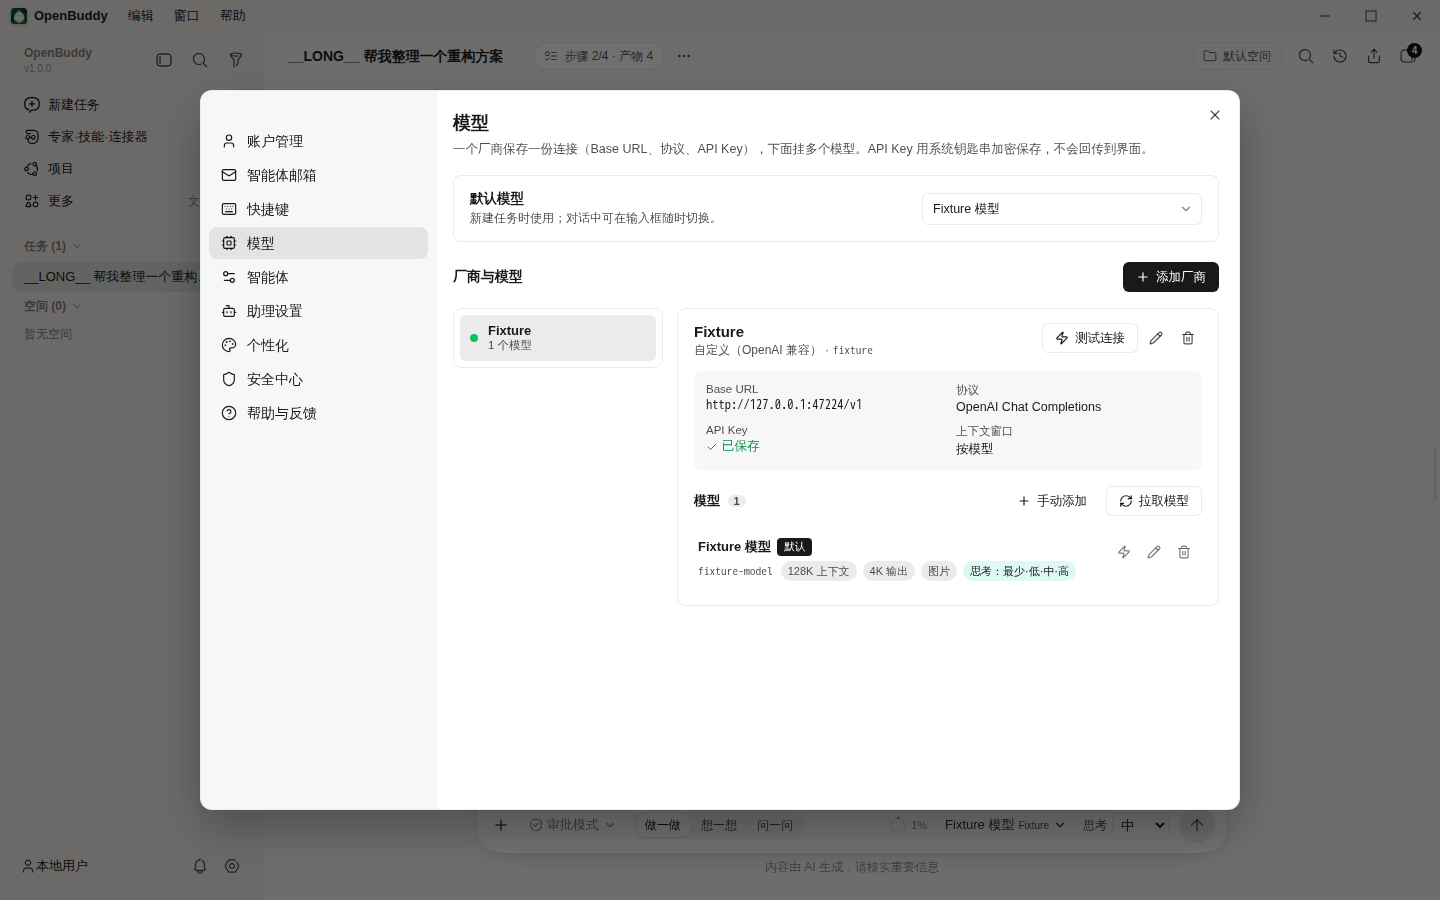 OpenBuddy 编辑 窗口 帮助
OpenBuddy
v1.0.0
__LONG__ 帮我整理一个重构方案
步骤 2/4 · 产物 4
默认空间
4
新建任务
专家·技能·连接器
项目
更多
文
任务 (1)
__LONG__ 帮我整理一个重构
空间 (0)
暂无空间
本地用户
账户管理
智能体邮箱
快捷键
模型
智能体
助理设置
个性化
安全中心
帮助与反馈
模型
一个厂商保存一份连接（Base URL、协议、API Key），下面挂多个模型。API Key 用系统钥匙串加密保存，不会回传到界面。
默认模型
新建任务时使用；对话中可在输入框随时切换。
Fixture 模型
厂商与模型
添加厂商
Fixture
1 个模型
Fixture
自定义（OpenAI 兼容） · fixture
测试连接
Base URL
http://127.0.0.1:47224/v1
协议
OpenAI Chat Completions
API Key
已保存
上下文窗口
按模型
模型 1
手动添加
拉取模型
Fixture 模型 默认
fixture-model 128K 上下文 4K 输出 图片 思考：最少·低·中·高
审批模式
做一做 想一想 问一问
1%
Fixture 模型 Fixture
思考 中
内容由 AI 生成，请核实重要信息